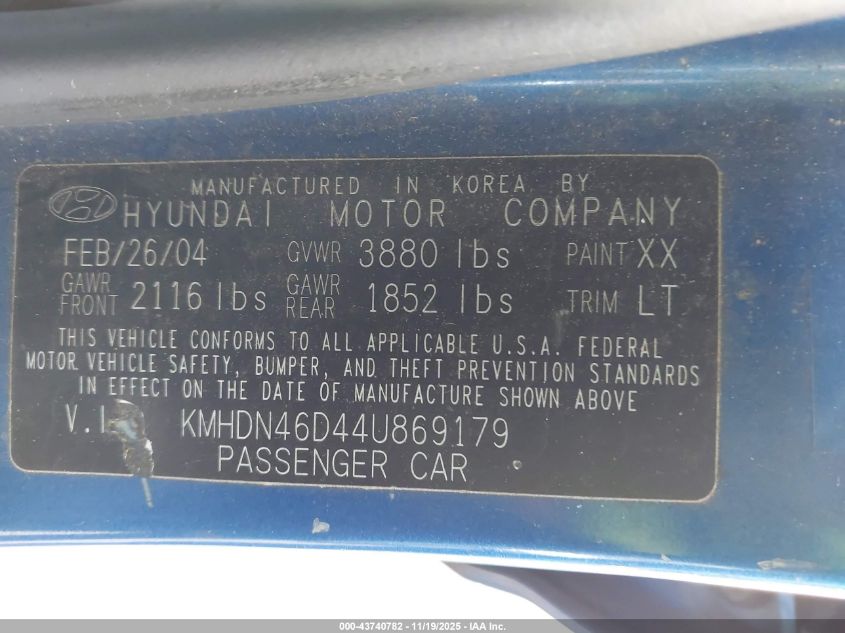 MANUFACTURED IN KOREA BY
HYUNDAI MOTOR COMPANY
FEB/26/04 GVWR 3880 lbs PAINT XX
GAWR FRONT 2116 lbs GAWR REAR 1852 lbs TRIM LT
THIS VEHICLE CONFORMS TO ALL APPLICABLE U.S.A. FEDERAL
MOTOR VEHICLE SAFETY, BUMPER, AND THEFT PREVENTION STANDARDS
IN EFFECT ON THE DATE OF MANUFACTURE SHOWN ABOVE
V.I KMHDN46D44U869179
PASSENGER CAR
000-43740782 - 11/19/2025 - IAA Inc.